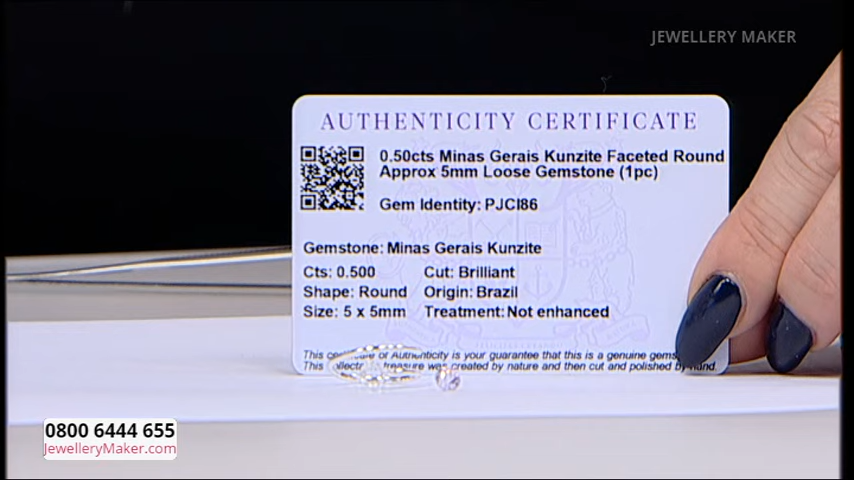 JEWELLERY MAKER
AUTHENTICITY CERTIFICATE
0.50cts Minas Gerais Kunzite Faceted Round
Approx 5mm Loose Gemstone (1pc)
Gem Identity: PJCI86
Gemstone: Minas Gerais Kunzite
Cts: 0.500 Cut: Brilliant
Shape: Round Origin: Brazil
Size: 5 x 5mm Treatment: Not enhanced
This of Authenticity is your guarantee that this is a genuine
This treasure was created by nature and then cut and polished by hand.
0800 6444 655
JewelleryMaker.com